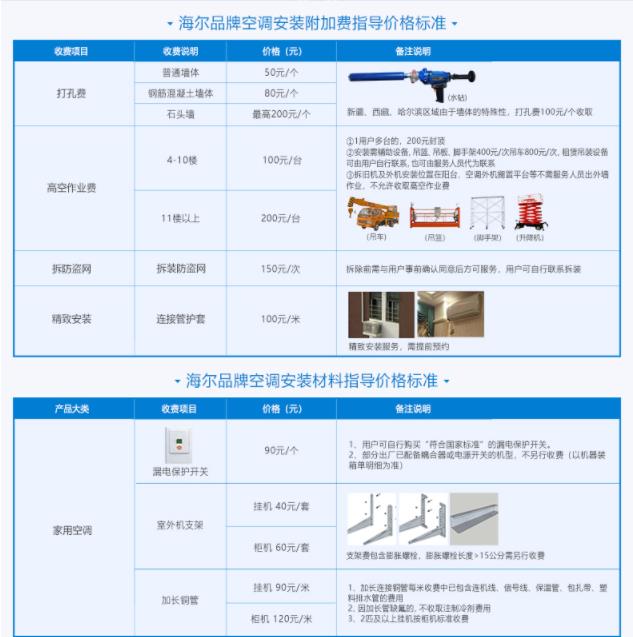 海尔品牌空调安装附加费指导价格标准
收费项目 收费说明 价格（元） 备注说明
打孔费
普通墙体 50元/个
钢筋混凝土墙体 80元/个
石头墙 最高200元/个
(水钻)
新疆、西藏、哈尔滨区域由于墙体的特殊性，打孔费100元/个收取
高空作业费
4-10楼 100元/台
11楼以上 200元/台
①1用户多台的，200元封顶
②安装需辅助设备, 吊篮, 吊板, 脚手架400元/次吊车800元/次, 租赁吊装设备
可由用户自行联系, 也可由服务人员代为联系
③拆旧机及外机安装位置在阳台、空调外机搁置平台等不需服务人员出外墙
作业，不允许收取高空作业费
(吊车) (吊篮) (脚手架) (升降机)
拆防盗网 拆装防盗网 150元/次 拆除前需与用户事前确认同意后方可服务，用户可自行联系拆装
精致安装 连接管护套 100元/米
精致安装服务，需提前预约
海尔品牌空调安装材料指导价格标准
产品大类 收费项目 价格（元） 备注说明
家用空调
漏电保护开关 90元/个
1、用户可自行购买“符合国家标准”的漏电保护开关。
2、部分出厂已配备耦合器或电源开关的机型，不另行收费（以机器装
箱单明细为准）
室外机支架
挂机 40元/套
柜机 60元/套
支架费包含膨胀螺栓，膨胀螺栓长度>15公分需另行收费
加长铜管
挂机 90元/米
柜机 120元/米
1、加长连接铜管每米收费中已包含连机线、信号线、保温管、包扎带、塑
料排水管的费用
2, 因加长管缺氟的, 不收取注制冷剂费用
3、2匹及以上挂机按柜机标准收费